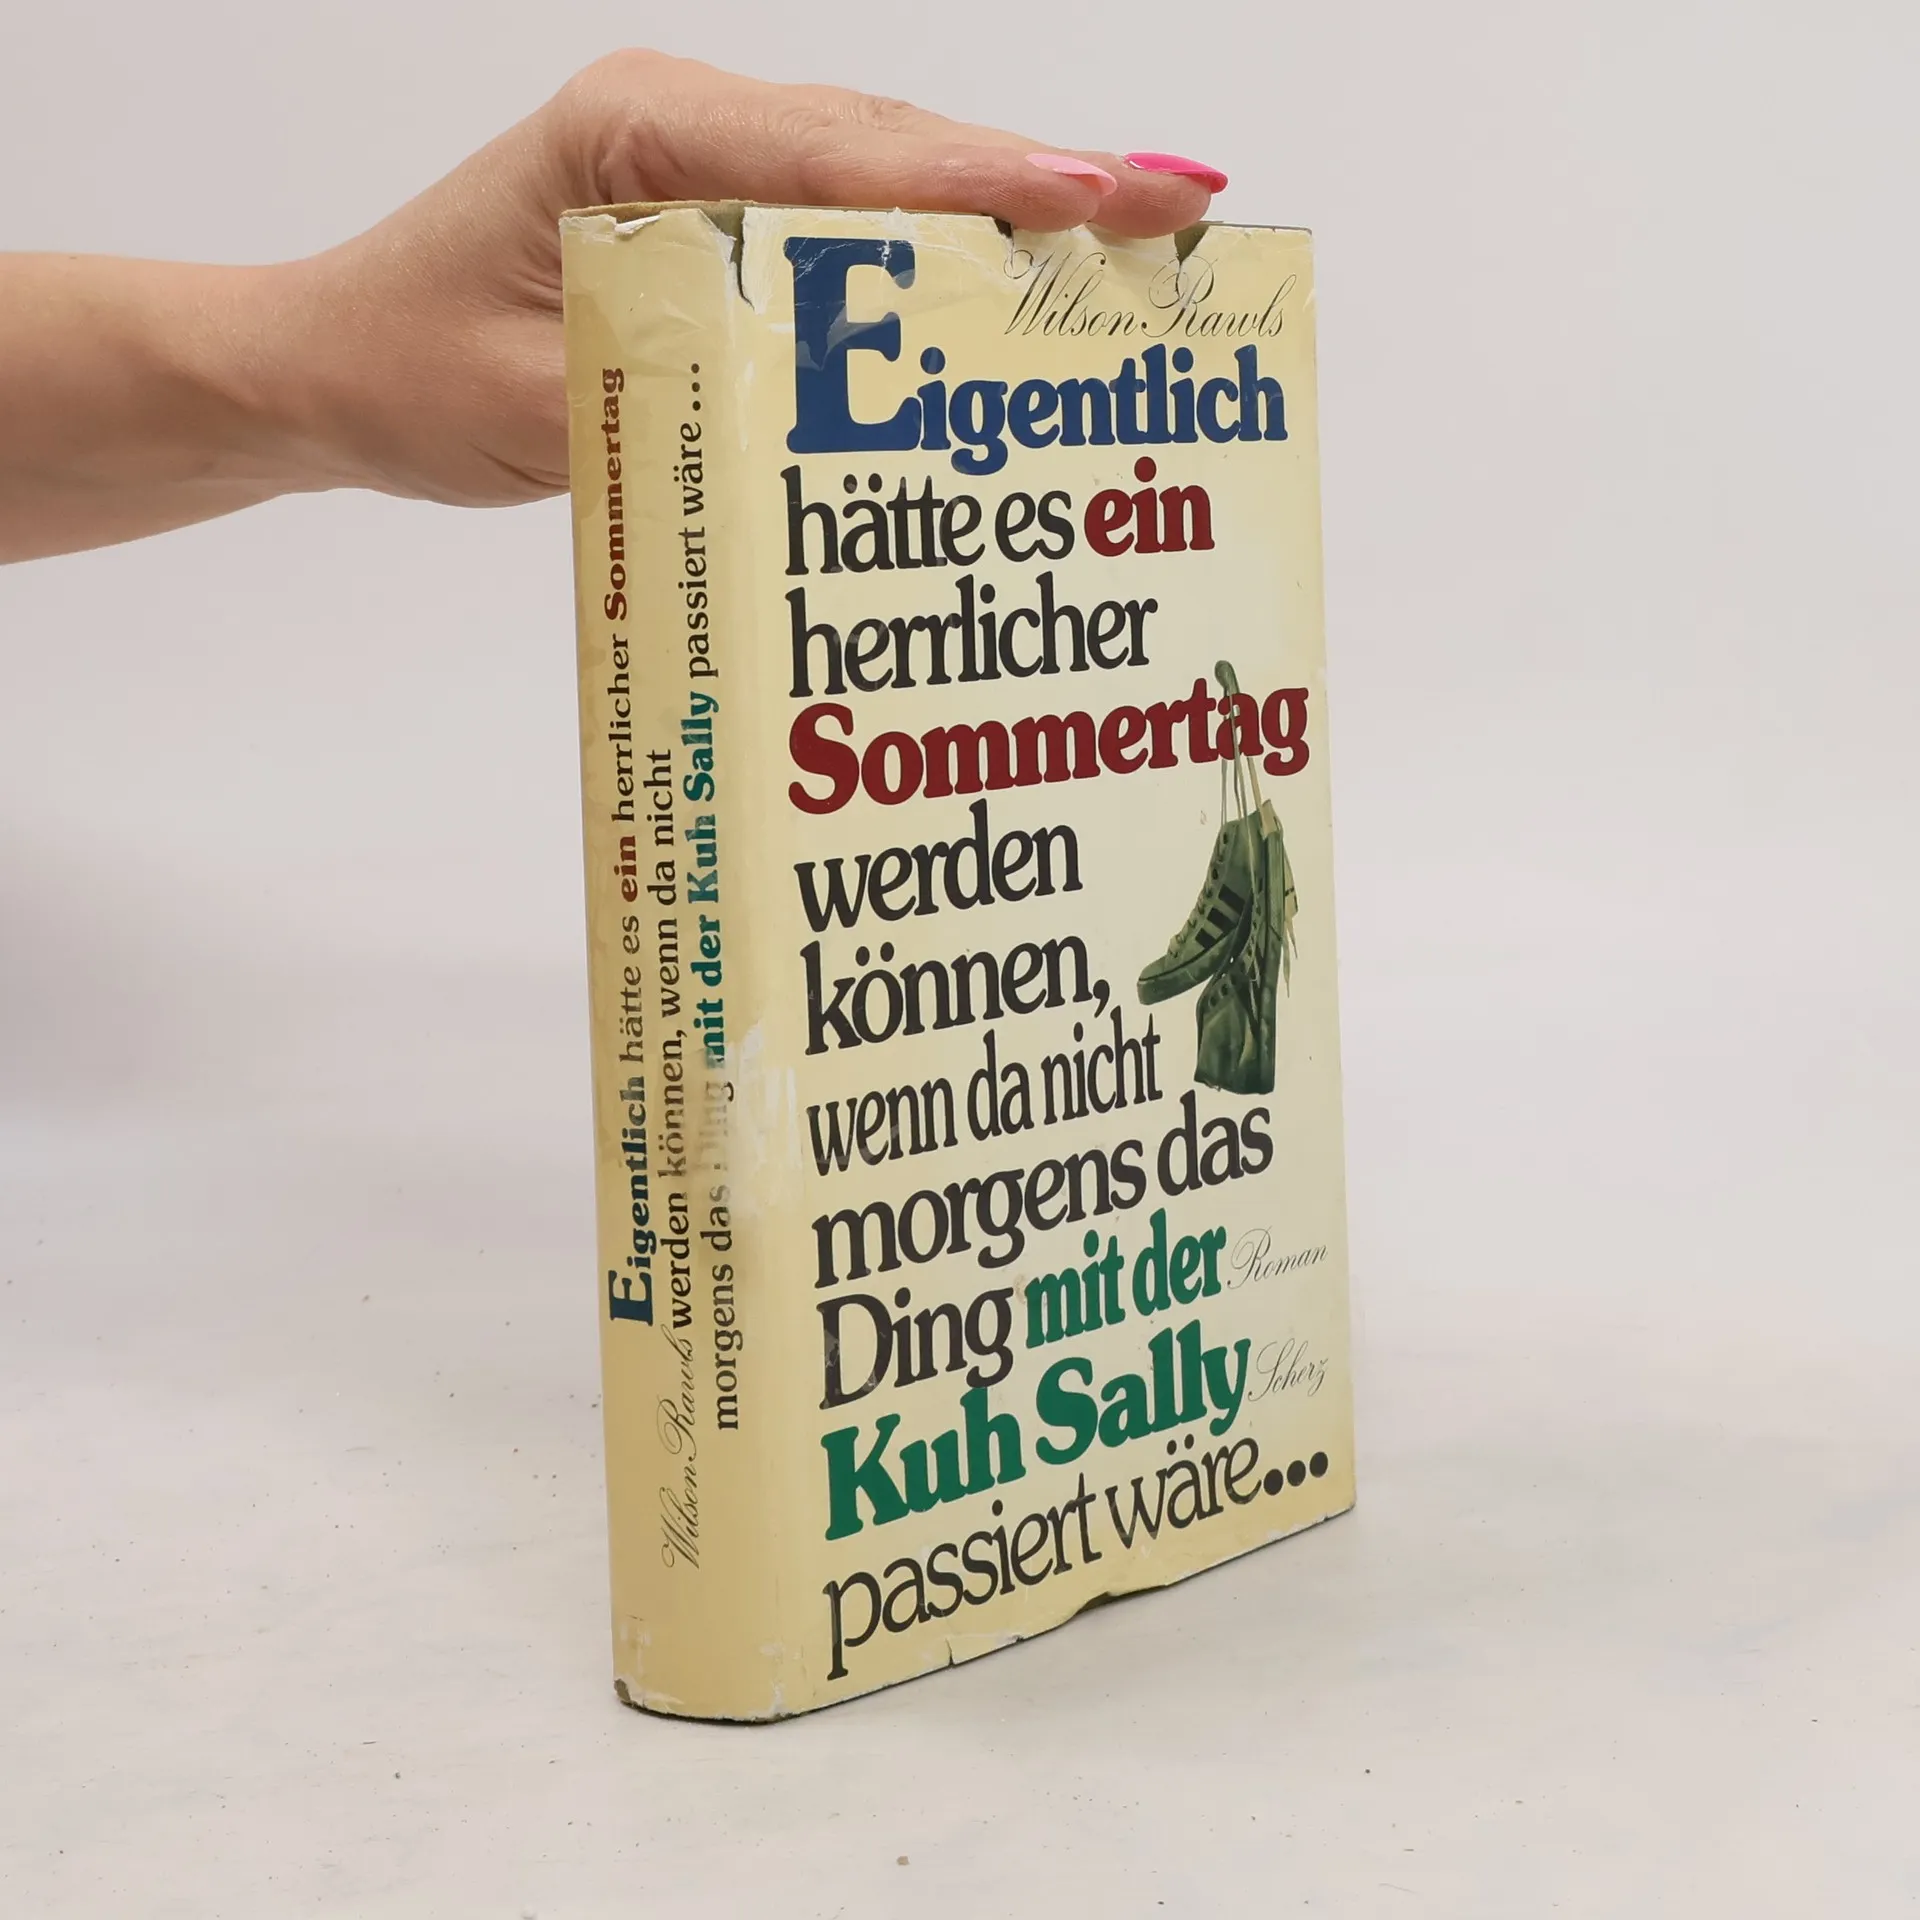 Wilson Rawls
Eigentlich
hätte es ein
herrlicher
Sommertag
werden
können,
wenn da nicht
morgens das
Ding mit der
Roman
Kuh Sally
Scherz
passiert wäre...
Wilson Rawls
Eigentlich hätte es ein herrlicher Sommertag
werden können, wenn da nicht
morgens das Ding mit der Kuh Sally passiert wäre...